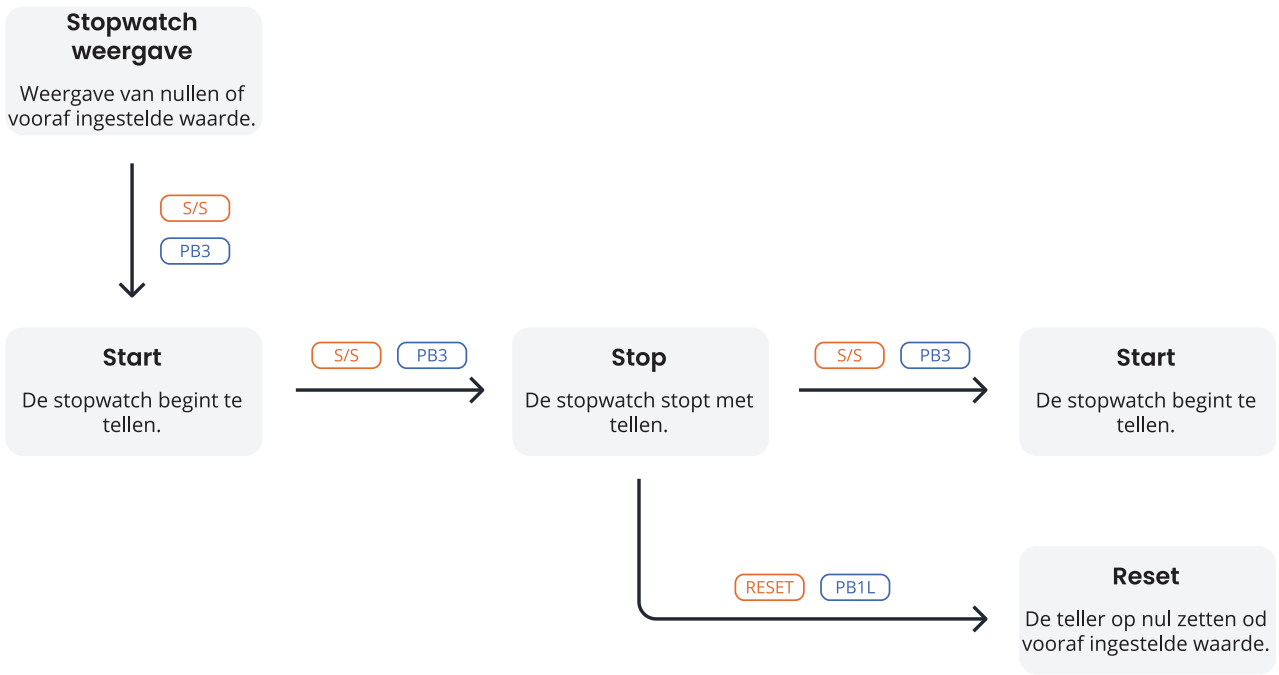 Stopwatch
weergave
Weergave van nullen of
vooraf ingestelde waarde.
S/S
PB3
Start
De stopwatch begint te
tellen.
S/S
PB3
Stop
De stopwatch stopt met
tellen.
S/S
PB3
Start
De stopwatch begint te
tellen.
RESET
PB1L
Reset
De teller op nul zetten od
vooraf ingestelde waarde.